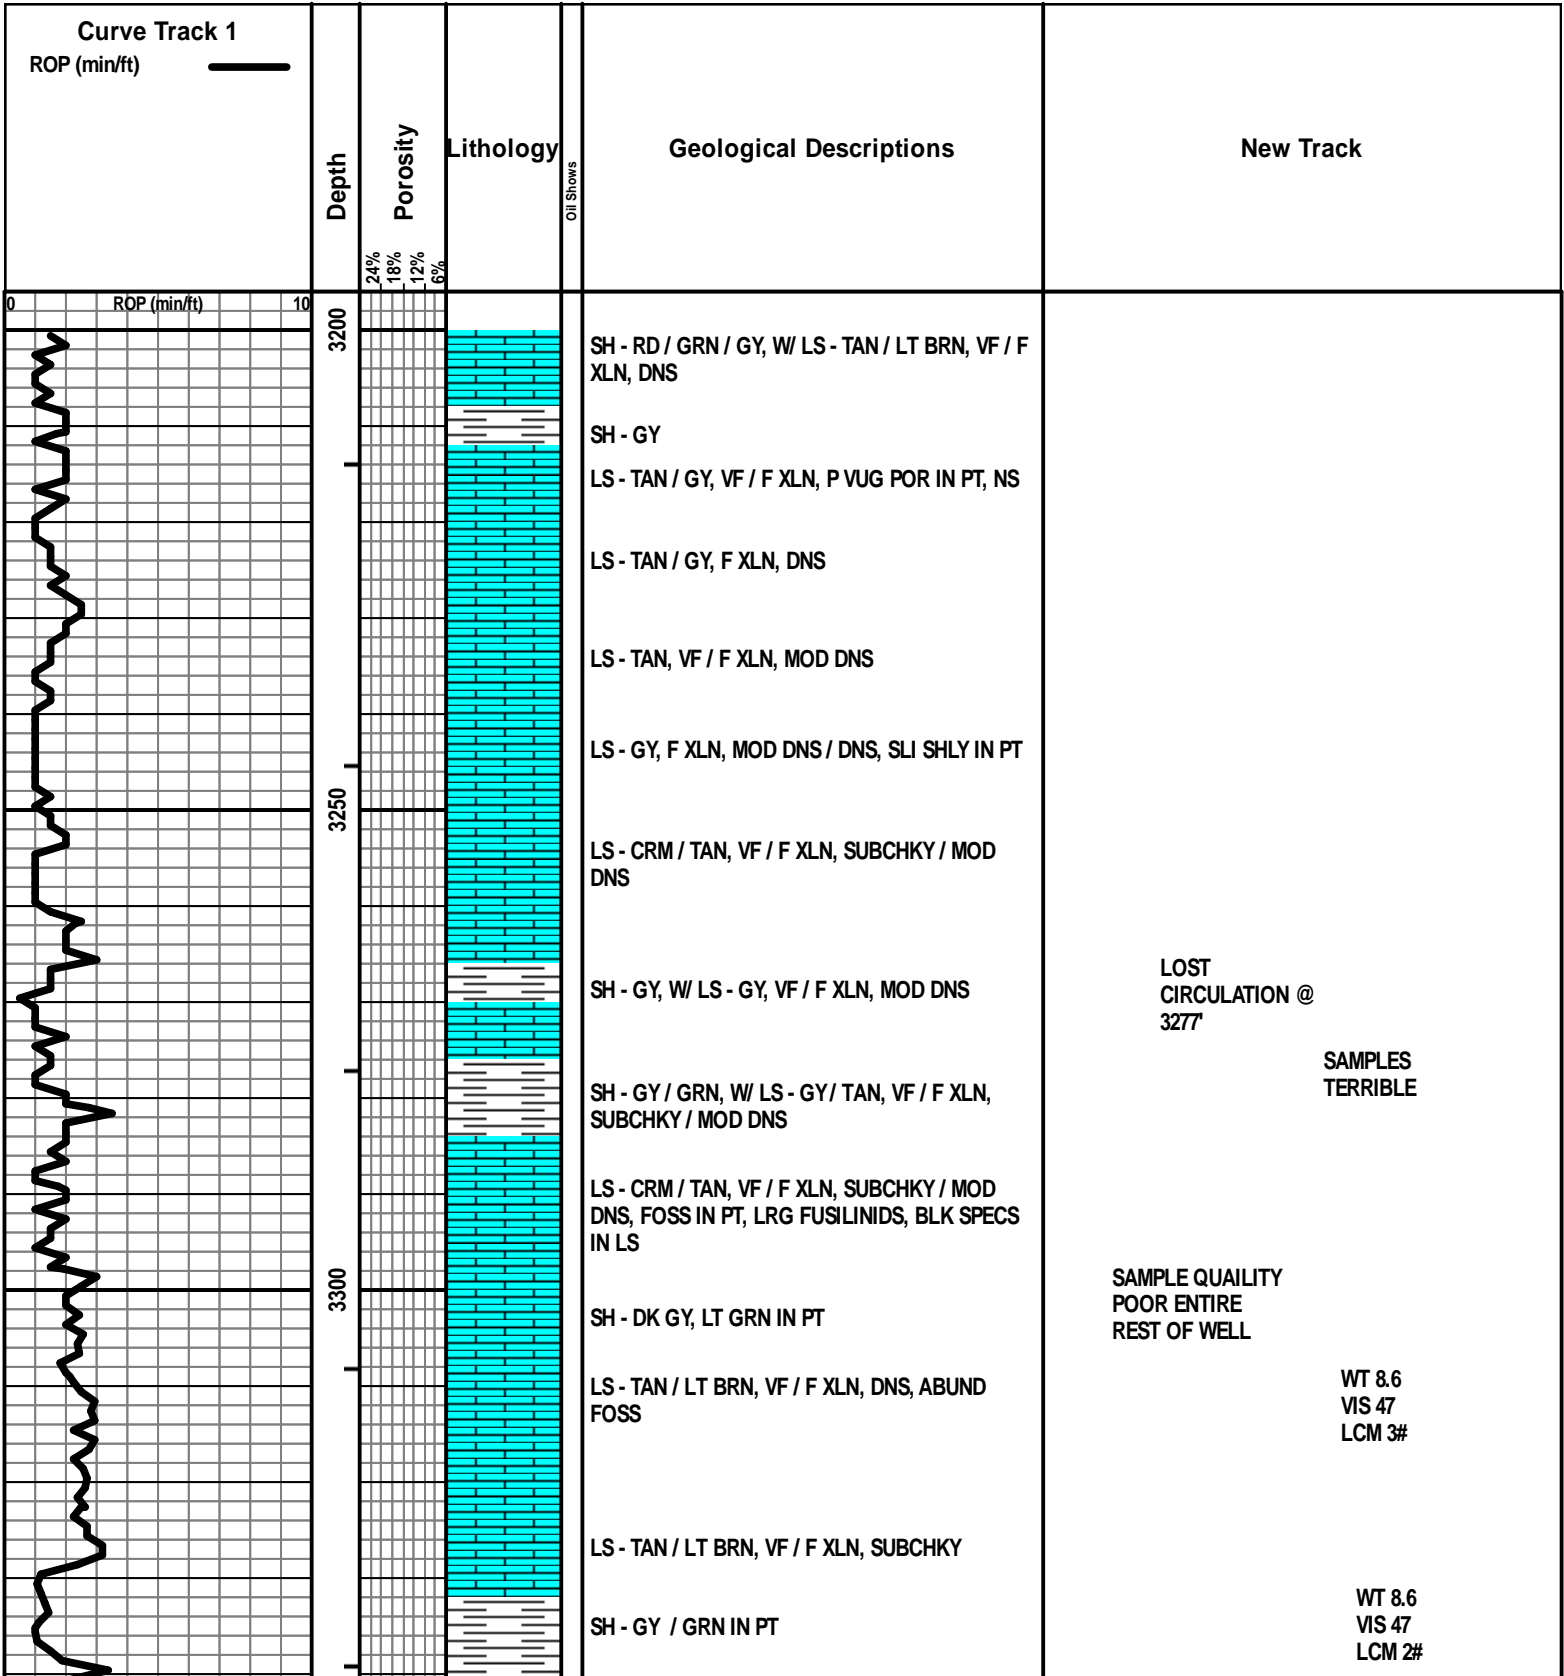 Curve Track 1
ROP (min/ft)
Depth
Porosity
24%
18%
12%
6%
Lithology
Oil Shows
Geological Descriptions
New Track
0 ROP (min/ft) 10
3200
SH - RD / GRN / GY, W/ LS - TAN / LT BRN, VF / F
XLN, DNS
SH - GY
LS - TAN / GY, VF / F XLN, P VUG POR IN PT, NS
LS - TAN / GY, F XLN, DNS
LS - TAN, VF / F XLN, MOD DNS
LS - GY, F XLN, MOD DNS / DNS, SLI SHLY IN PT
3250
LS - CRM / TAN, VF / F XLN, SUBCHKY / MOD
DNS
SH - GY, W/ LS - GY, VF / F XLN, MOD DNS
LOST
CIRCULATION @
3277'
SAMPLES
TERRIBLE
SH - GY / GRN, W/ LS - GY / TAN, VF / F XLN,
SUBCHKY / MOD DNS
LS - CRM / TAN, VF / F XLN, SUBCHKY / MOD
DNS, FOSS IN PT, LRG FUSILINIDS, BLK SPECS
IN LS
3300
SAMPLE QUAILITY
POOR ENTIRE
REST OF WELL
SH - DK GY, LT GRN IN PT
LS - TAN / LT BRN, VF / F XLN, DNS, ABUND
FOSS
WT 8.6
VIS 47
LCM 3#
LS - TAN / LT BRN, VF / F XLN, SUBCHKY
SH - GY / GRN IN PT
WT 8.6
VIS 47
LCM 2#